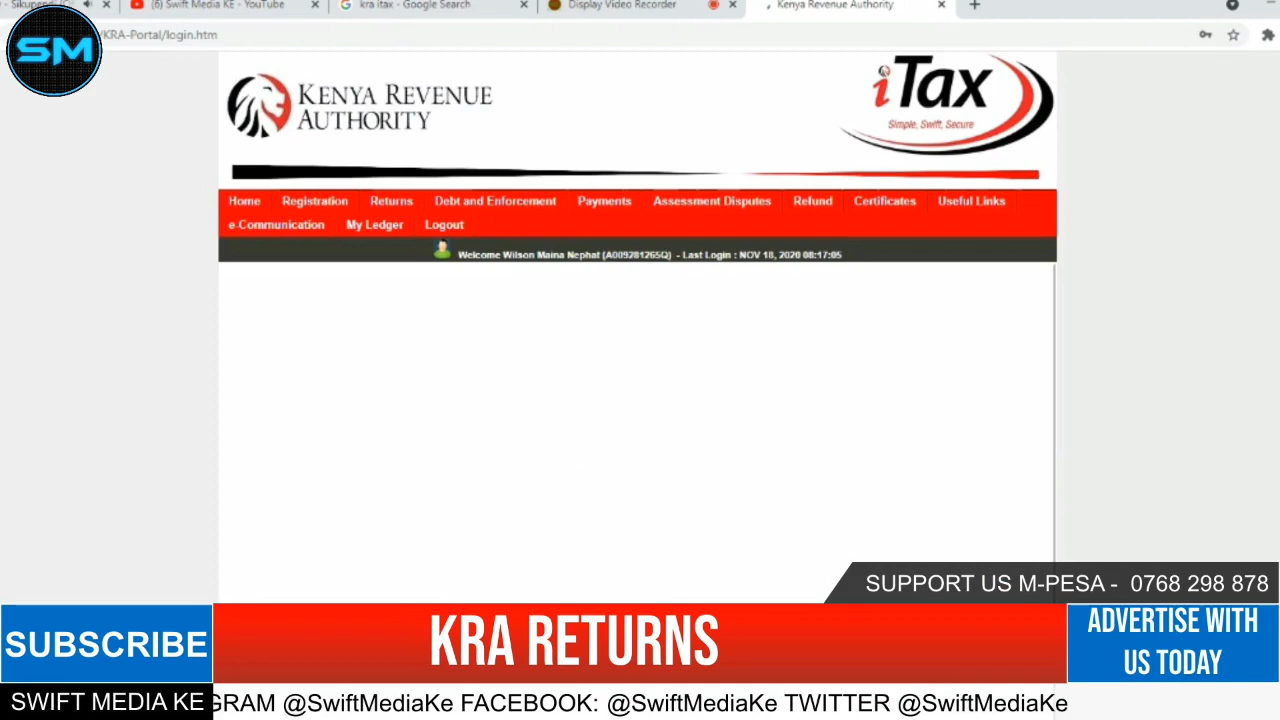 - Sikupend
(6) Swift Media KE - YouTube
kra itax - Google Search
Display Video Recorder
Kenya Revenue Authority
SM
/KRA-Portal/login.htm
KENYA REVENUE
AUTHORITY
iTax
Simple, Swift, Secure
Home Registration Returns Debt and Enforcement Payments Assessment Disputes Refund Certificates Useful Links
e-Communication My Ledger Logout
Welcome Wilson Maina Nephat (A009281265Q) - Last Login : NOV 18, 2020 08:17:05
SUPPORT US M-PESA - 0768 298 878
SUBSCRIBE
KRA RETURNS
ADVERTISE WITH
US TODAY
SWIFT MEDIA KE
GRAM @SwiftMediaKe FACEBOOK: @SwiftMediaKe TWITTER @SwiftMediaKe